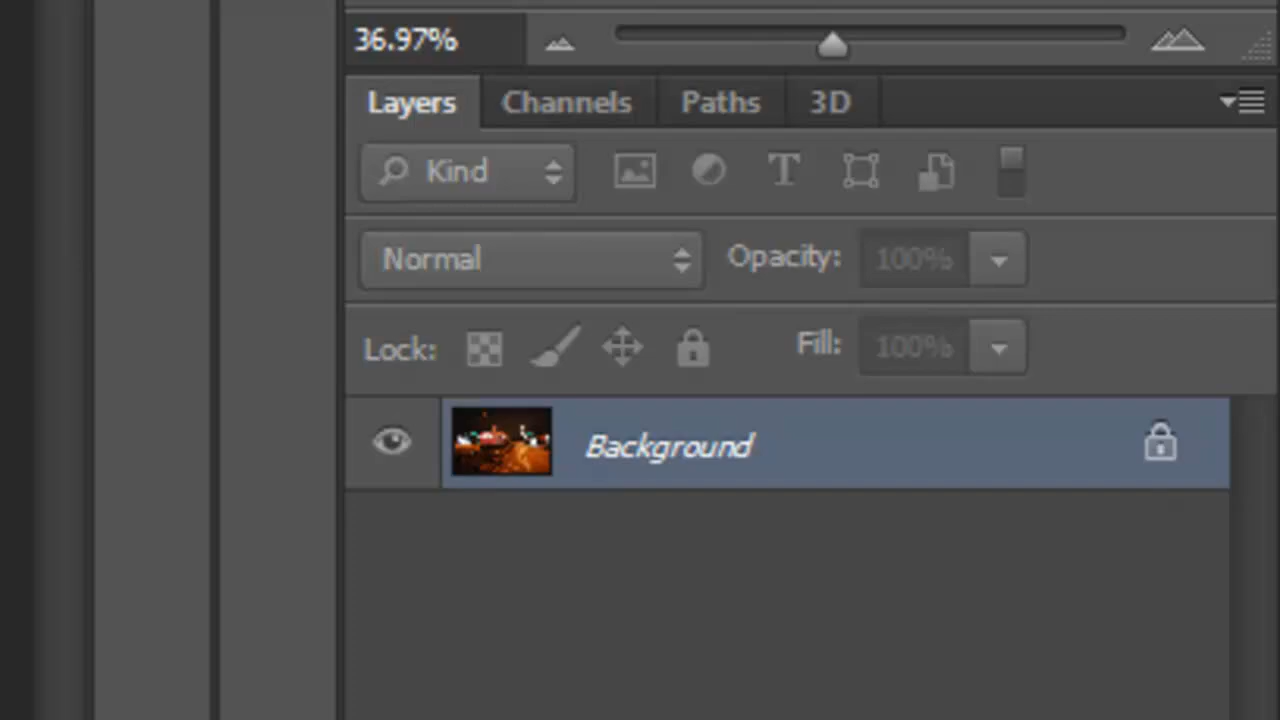 36.97%
Layers Channels Paths 3D
Kind T
Normal Opacity: 100%
Lock: Fill: 100%
Background